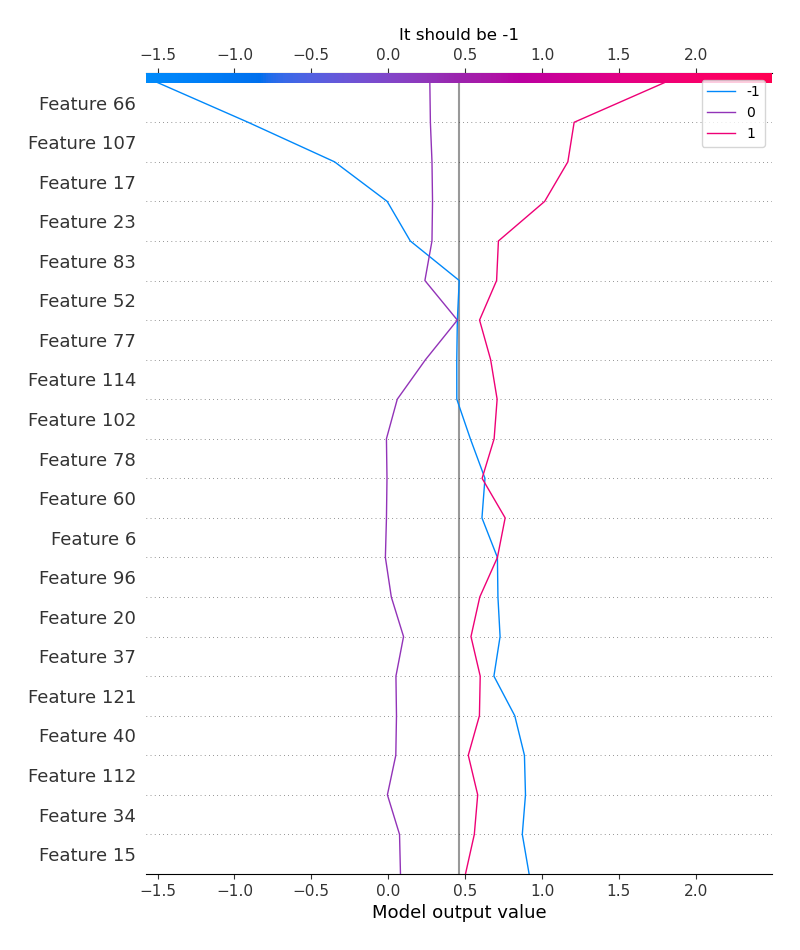 It should be -1
−1.5 −1.0 −0.5 0.0 0.5 1.0 1.5 2.0
-1
0
1
Feature 66
Feature 107
Feature 17
Feature 23
Feature 83
Feature 52
Feature 77
Feature 114
Feature 102
Feature 78
Feature 60
Feature 6
Feature 96
Feature 20
Feature 37
Feature 121
Feature 40
Feature 112
Feature 34
Feature 15
−1.5 −1.0 −0.5 0.0 0.5 1.0 1.5 2.0
Model output value